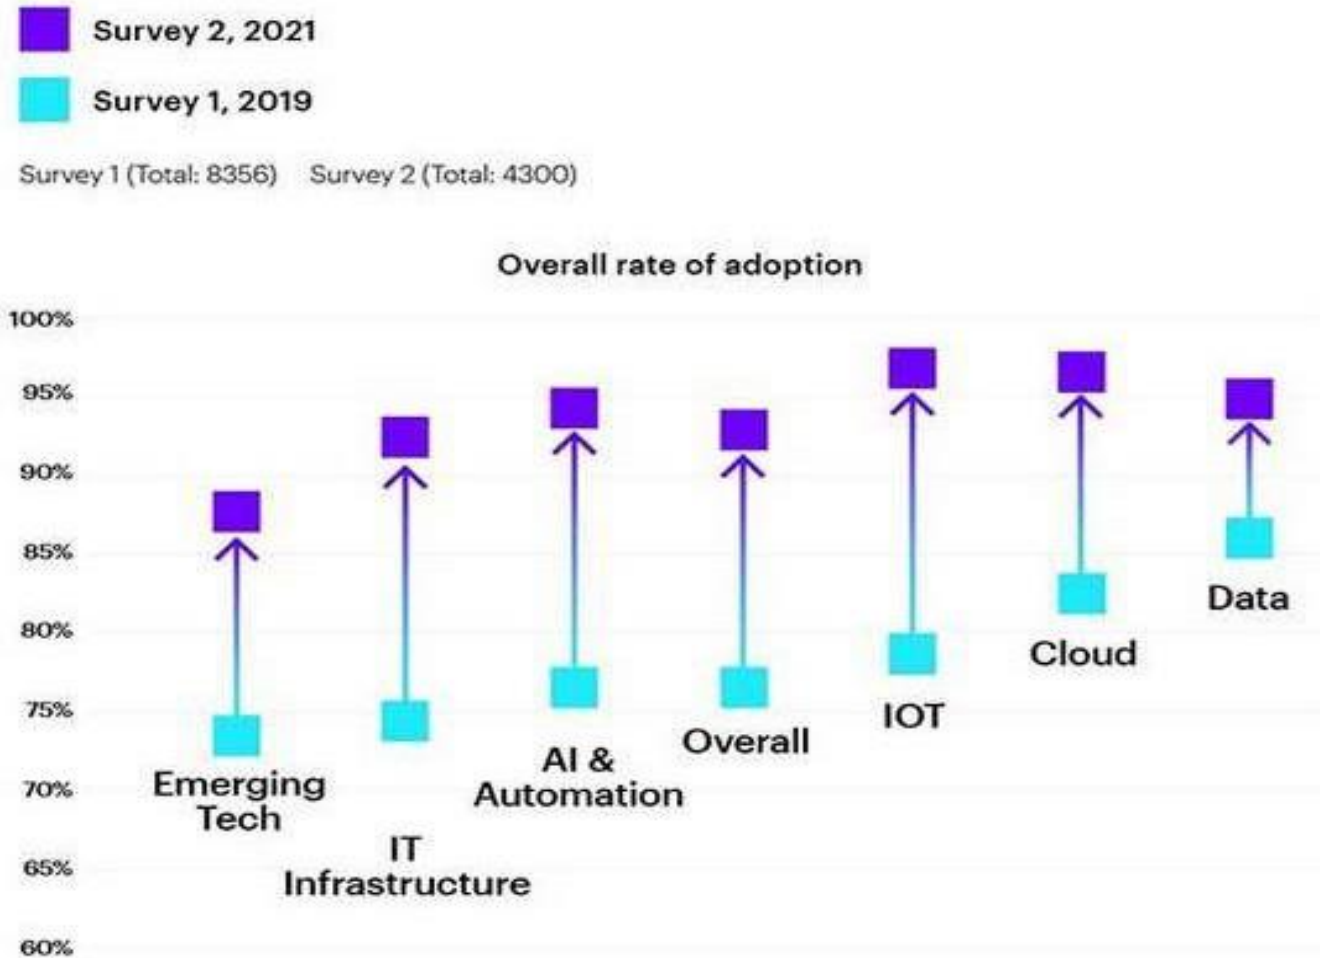 Survey 2, 2021
Survey 1, 2019
Survey 1 (Total: 8356) Survey 2 (Total: 4300)
Overall rate of adoption
100%
95%
90%
85%
80%
75%
70%
65%
60%
Emerging
Tech
IT
Infrastructure
AI &
Automation
Overall
IOT
Cloud
Data